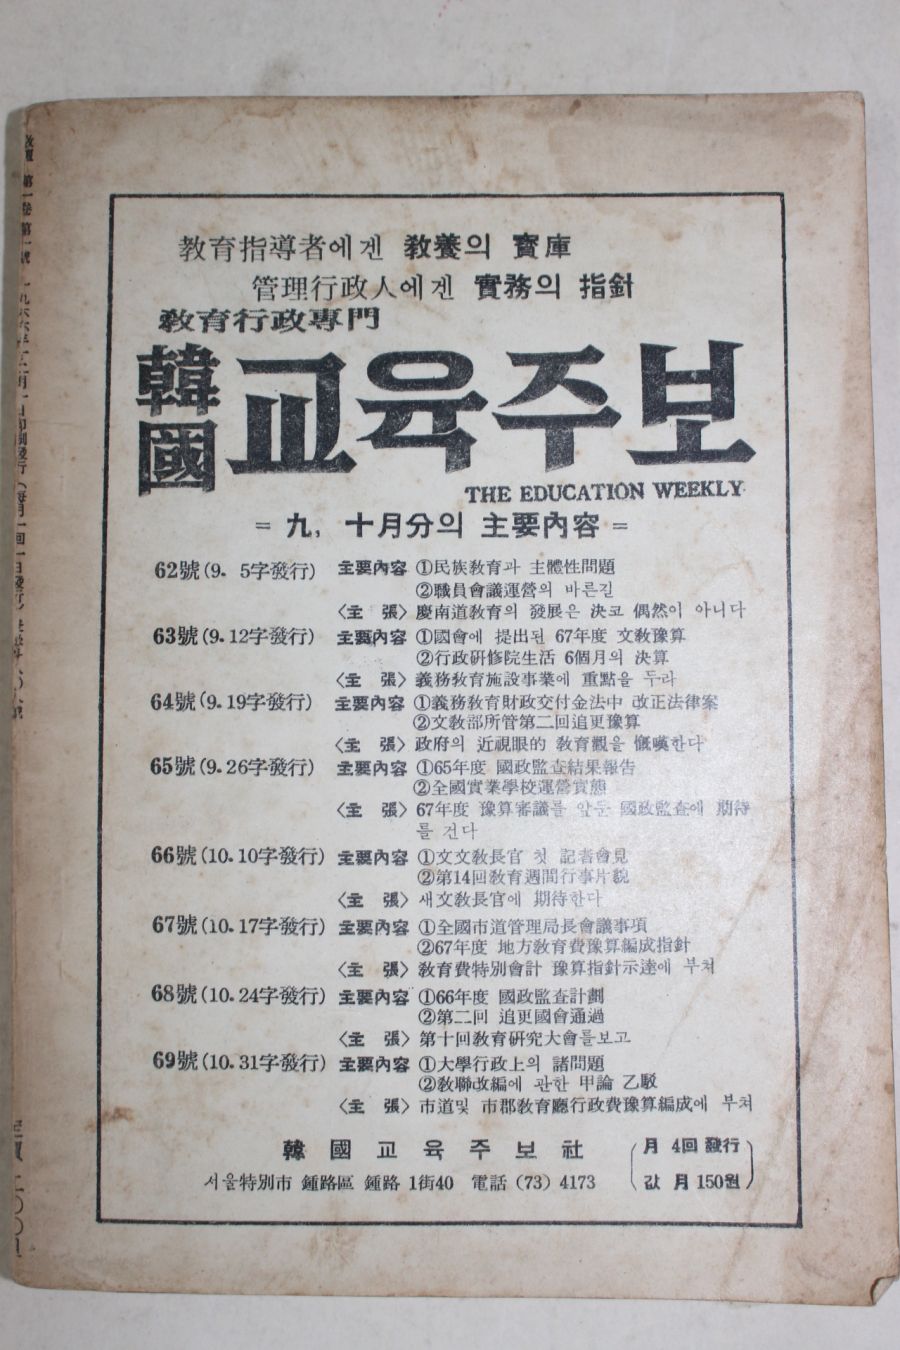 教育指導者에겐 教養의 寶庫
管理行政人에겐 實務의 指針
教育行政專門
韓國 교육주보
THE EDUCATION WEEKLY
= 九, 十月分의 主要內容 =
62號(9. 5字發行) 主要內容 ①民族教育과 主體性問題
②職員會議運營의 바른길
〈主 張〉 慶南道教育의 發展은 決코 偶然이 아니다
63號(9.12字發行) 主要內容 ①國會에 提出된 67年度 文敎豫算
②行政硏修院生活 6個月의 決算
〈主 張〉 義務敎育施設事業에 重點을 두라
64號(9.19字發行) 主要內容 ①義務敎育財政交付金法中 改正法律案
②文敎部所管第二回追更豫算
〈主 張〉 政府의 近視眼的 敎育觀을 慨嘆한다
65號(9.26字發行) 主要內容 ①65年度 國政監査結果報告
②全國實業學校運營實態
〈主 張〉 67年度 豫算審議를 앞둔 國政監査에 期待
를 건다
66號(10.10字發行) 主要內容 ①文文敎長官 첫 記者會見
②第14回敎育週間行事片貌
〈主 張〉 새文敎長官에 期待한다
67號(10.17字發行) 主要內容 ①全國市道管理局長會議事項
②67年度 地方敎育費豫算編成指針
〈主 張〉 敎育費特別會計 豫算指針示達에 부처
68號(10.24字發行) 主要內容 ①66年度 國政監査計劃
②第二回 追更國會通過
〈主 張〉 第十回敎育硏究大會를보고
69號(10.31字發行) 主要內容 ①大學行政上의 諸問題
②敎聯改編에 관한 甲論 乙駁
〈主 張〉 市道및 市郡敎育廳行政費豫算編成에 부처
韓國교육주보社
서울特別市 鍾路區 鍾路 1街40 電話 (73) 4173
月 4回 發行
값 月 150원
敎壇 第一卷 第一號